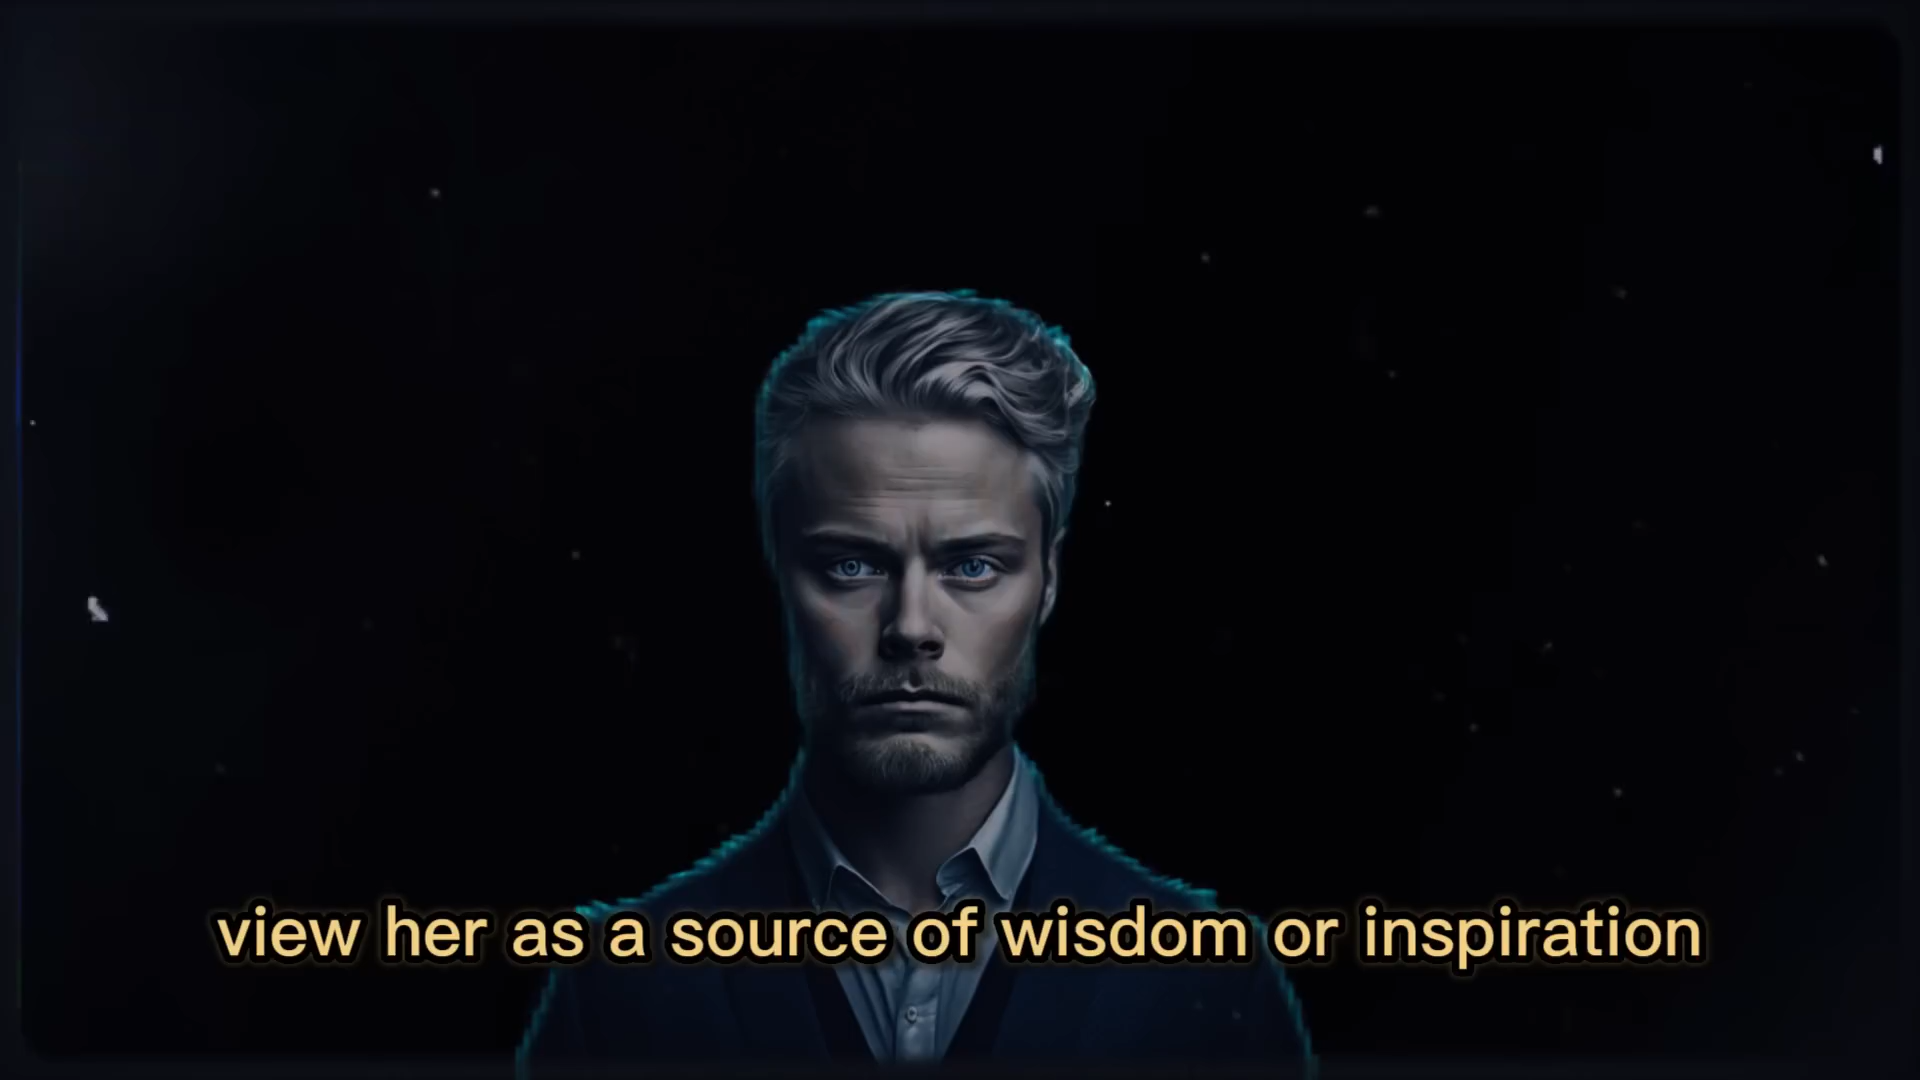 view her as a source of wisdom or inspiration